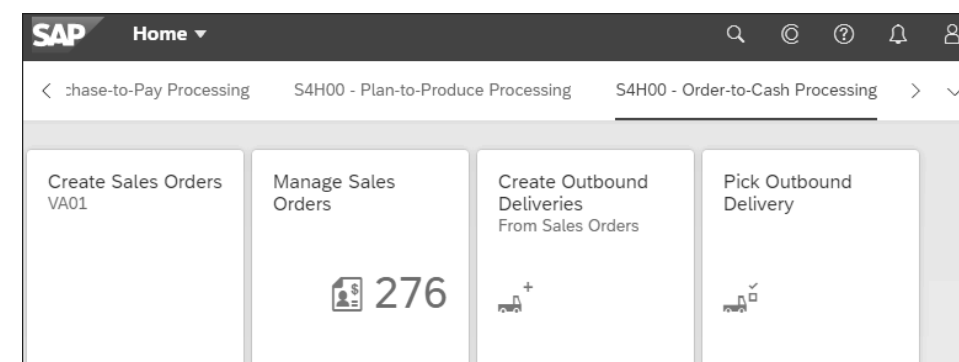 SAP Home
:hase-to-Pay Processing S4H00 - Plan-to-Produce Processing S4H00 - Order-to-Cash Processing
Create Sales Orders
VA01
Manage Sales
Orders
276
Create Outbound
Deliveries
From Sales Orders
Pick Outbound
Delivery